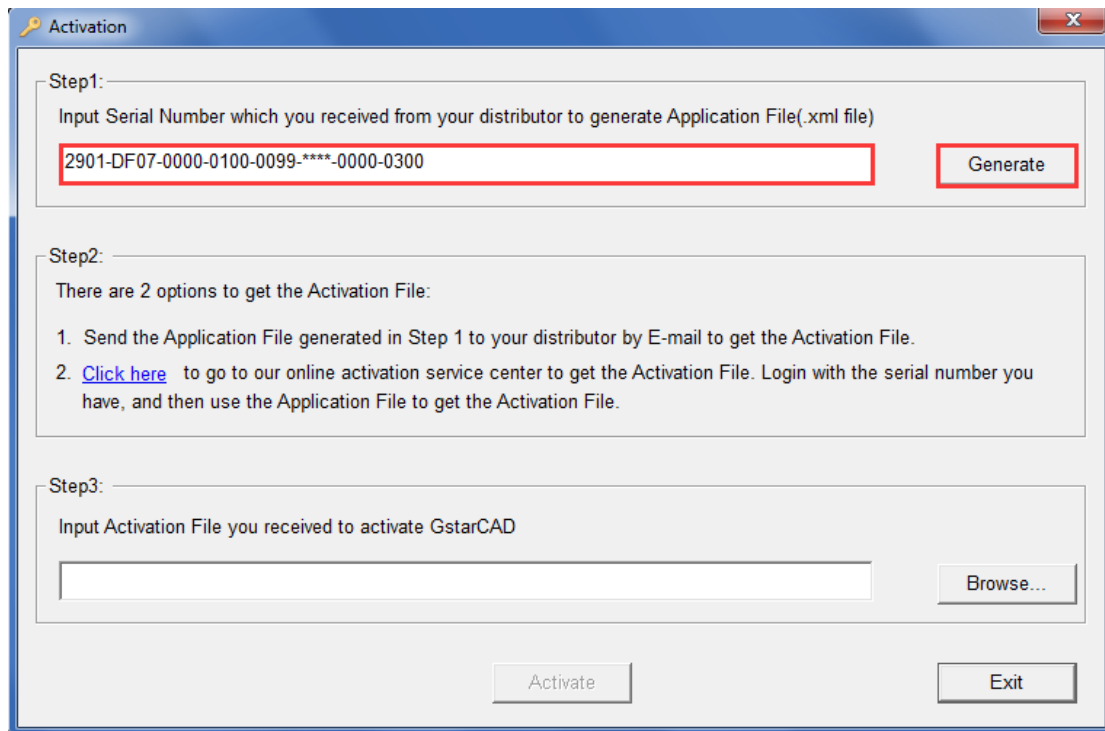 Activation
Step1:
Input Serial Number which you received from your distributor to generate Application File(.xml file)
2901-DF07-0000-0100-0099-****-0000-0300
Generate
Step2:
There are 2 options to get the Activation File:
1. Send the Application File generated in Step 1 to your distributor by E-mail to get the Activation File.
2. Click here to go to our online activation service center to get the Activation File. Login with the serial number you
have, and then use the Application File to get the Activation File.
Step3:
Input Activation File you received to activate GstarCAD
Browse...
Activate
Exit